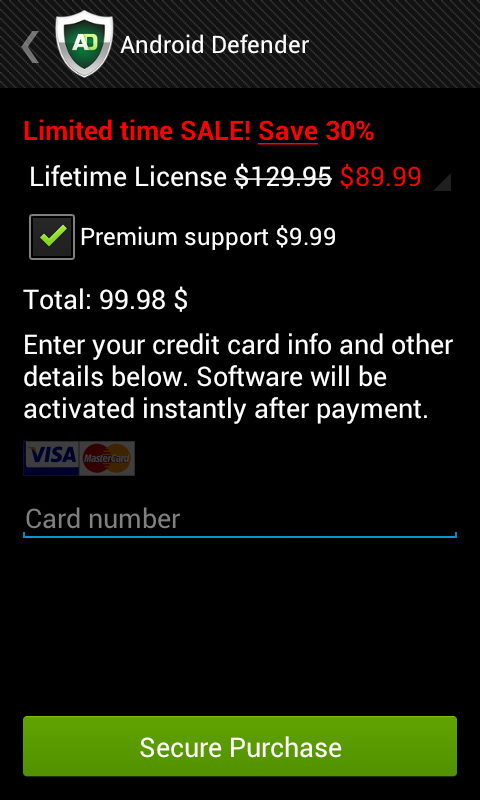 AD Android Defender
Limited time SALE! Save 30%
Lifetime License $129.95 $89.99
Premium support $9.99
Total: 99.98 $
Enter your credit card info and other
details below. Software will be
activated instantly after payment.
VISA MasterCard
Card number
Secure Purchase